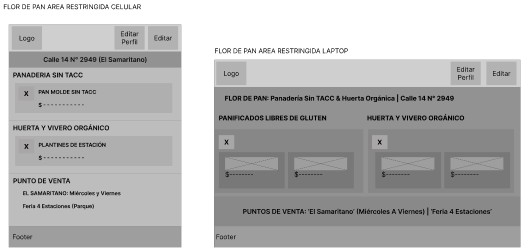 FLOR DE PAN AREA RESTRINGIDA CELULAR
Logo
Editar Perfil
Editar
Calle 14 N° 2949 (El Samaritano)
PANADERIA SIN TACC
X
PAN MOLDE SIN TACC
$-----------
HUERTA Y VIVERO ORGÁNICO
X
PLANTINES DE ESTACIÓN
$-----------
PUNTO DE VENTA
EL SAMARITANO: Miércoles y Viernes
Feria 4 Estaciones (Parque)
Footer
FLOR DE PAN AREA RESTRINGIDA LAPTOP
Logo
Editar Perfil
Editar
FLOR DE PAN: Panadería Sin TACC & Huerta Orgánica | Calle 14 N° 2949
PANIFICADOS LIBRES DE GLUTEN
HUERTA Y VIVERO ORGÁNICO
X
X
$--------
$--------
$--------
$--------
PUNTOS DE VENTA: 'El Samaritano' (Miércoles A Viernes) | 'Feria 4 Estaciones'
Footer